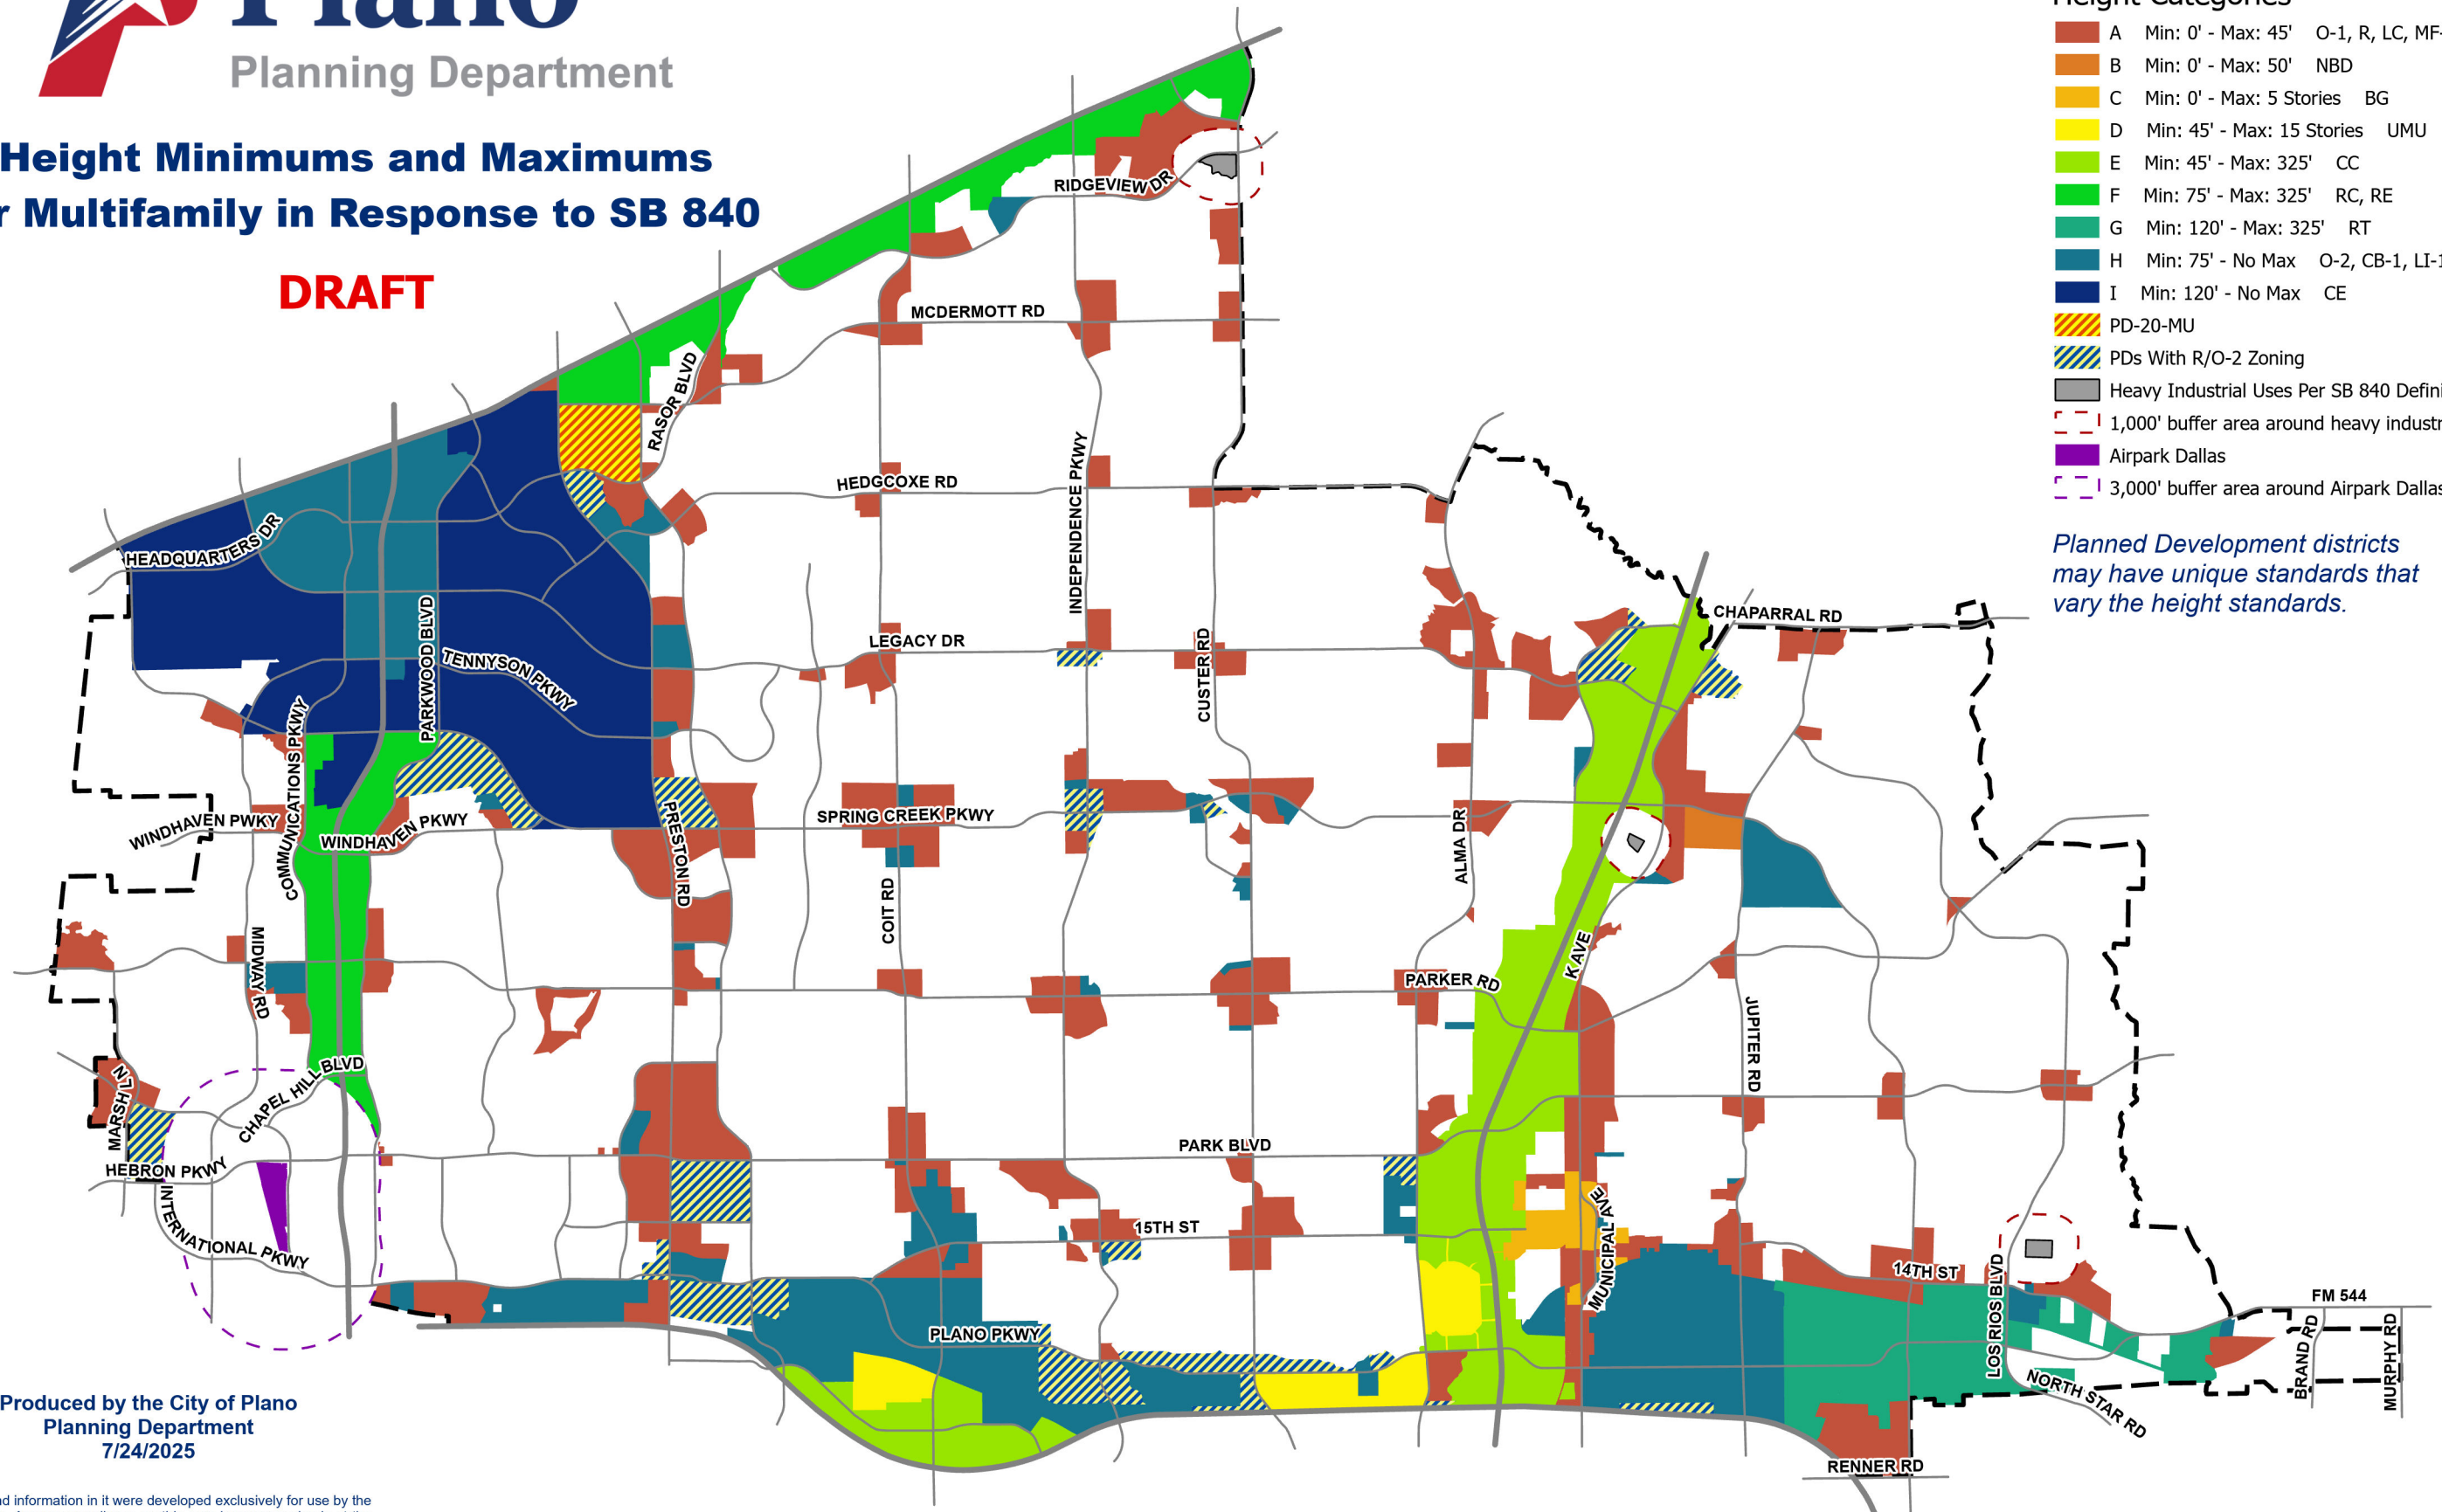 Plano
Planning Department
Height Minimums and Maximums
r Multifamily in Response to SB 840
DRAFT
Height Categories
A Min: 0' - Max: 45' O-1, R, LC, MF-
B Min: 0' - Max: 50' NBD
C Min: 0' - Max: 5 Stories BG
D Min: 45' - Max: 15 Stories UMU
E Min: 45' - Max: 325' CC
F Min: 75' - Max: 325' RC, RE
G Min: 120' - Max: 325' RT
H Min: 75' - No Max O-2, CB-1, LI-1
I Min: 120' - No Max CE
PD-20-MU
PDs With R/O-2 Zoning
Heavy Industrial Uses Per SB 840 Defini
1,000' buffer area around heavy industr
Airpark Dallas
3,000' buffer area around Airpark Dallas
Planned Development districts
may have unique standards that
vary the height standards.
RIDGEVIEW DR
MCDERMOTT RD
RASOR BLVD
HEDGCOXE RD
INDEPENDENCE PKWY
HEADQUARTERS DR
PARKWOOD BLVD
TENNYSON PKWY
LEGACY DR
CUSTER RD
CHAPARRAL RD
COMMUNICATIONS PKWY
WINDHAVEN PWKY
WINDHAVEN PKWY
PRESTON RD
SPRING CREEK PKWY
ALMA DR
COIT RD
MIDWAY RD
K AVE
PARKER RD
JUPITER RD
MARSH LN
CHAPEL HILL BLVD
HEBRON PKWY
INTERNATIONAL PKWY
PARK BLVD
15TH ST
MUNICIPAL AVE
14TH ST
LOS RIOS BLVD
FM 544
PLANO PKWY
BRAND RD
MURPHY RD
NORTH STAR RD
RENNER RD
Produced by the City of Plano
Planning Department
7/24/2025
nd information in it were developed exclusively for use by the